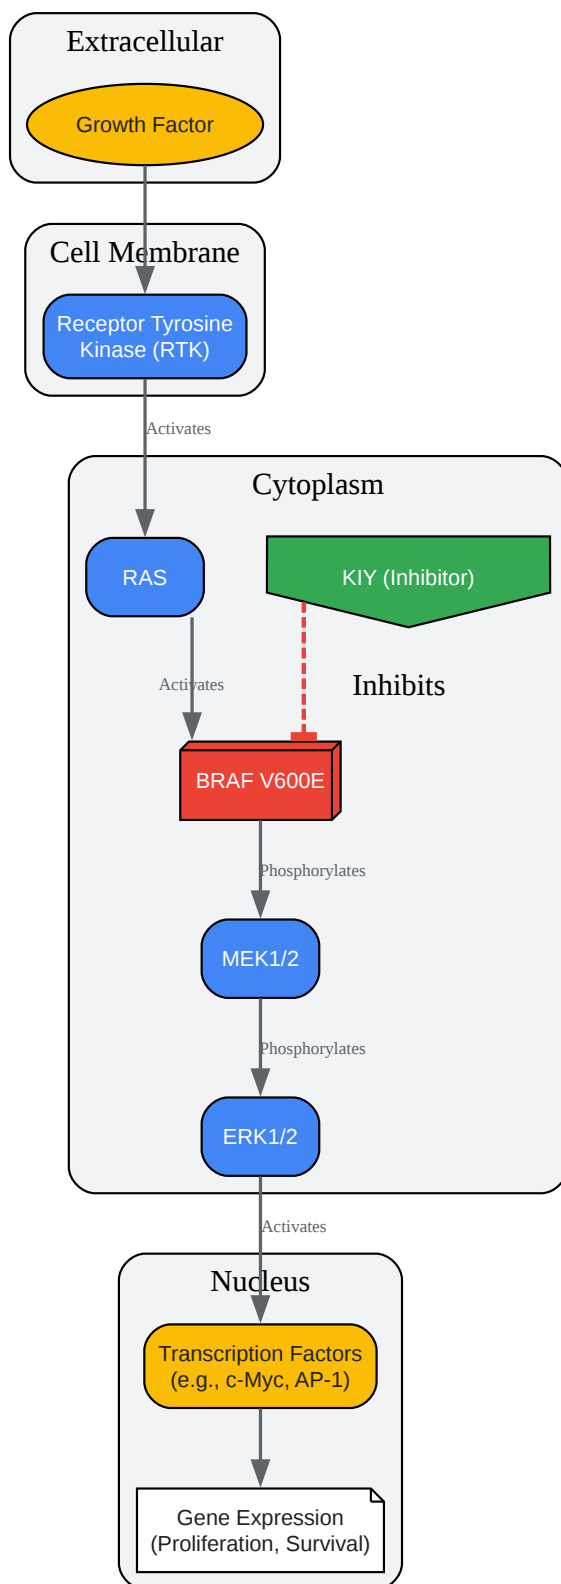 Extracellular
Growth Factor
Cell Membrane
Receptor Tyrosine
Kinase (RTK)
Activates
Cytoplasm
RAS
KIY (Inhibitor)
Activates
Inhibits
BRAF V600E
Phosphorylates
MEK1/2
Phosphorylates
ERK1/2
Activates
Nucleus
Transcription Factors
(e.g., c-Myc, AP-1)
Gene Expression
(Proliferation, Survival)